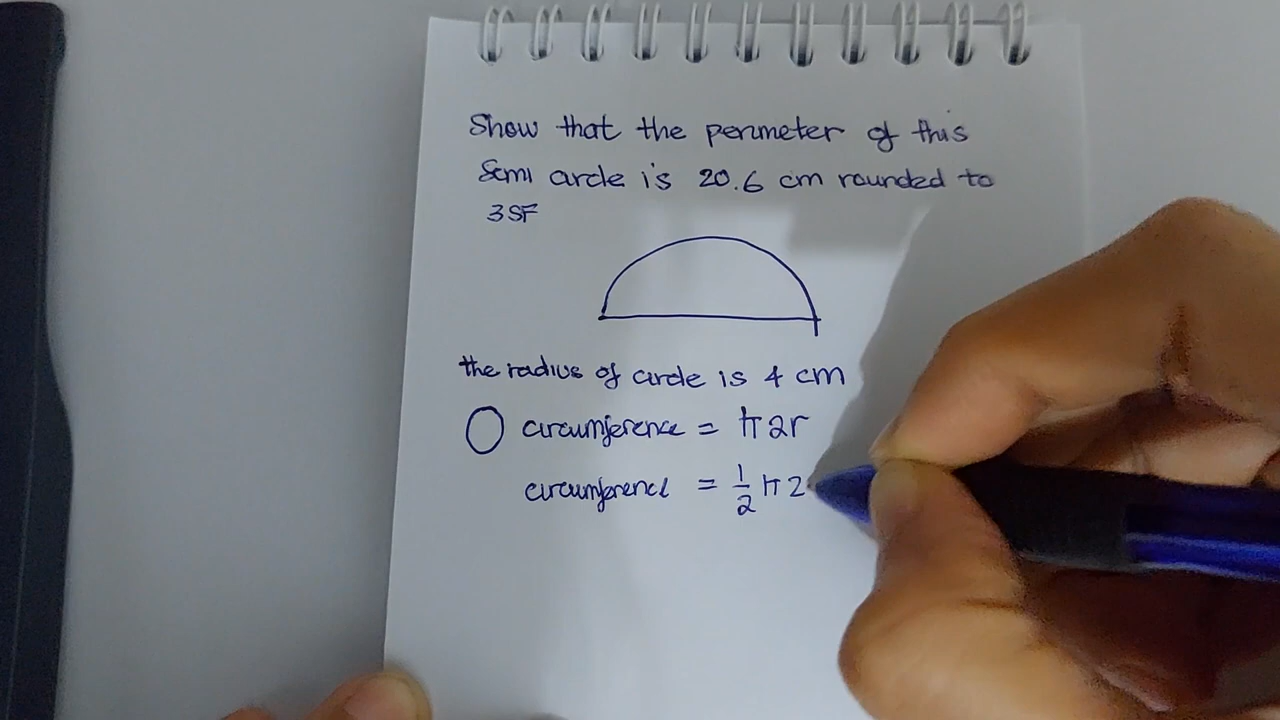 Show that the perimeter of this
Semi circle is 20.6 cm rounded to
3SF
the radius of circle is 4 cm
circumference = π2r
circumference = 1/2 π2